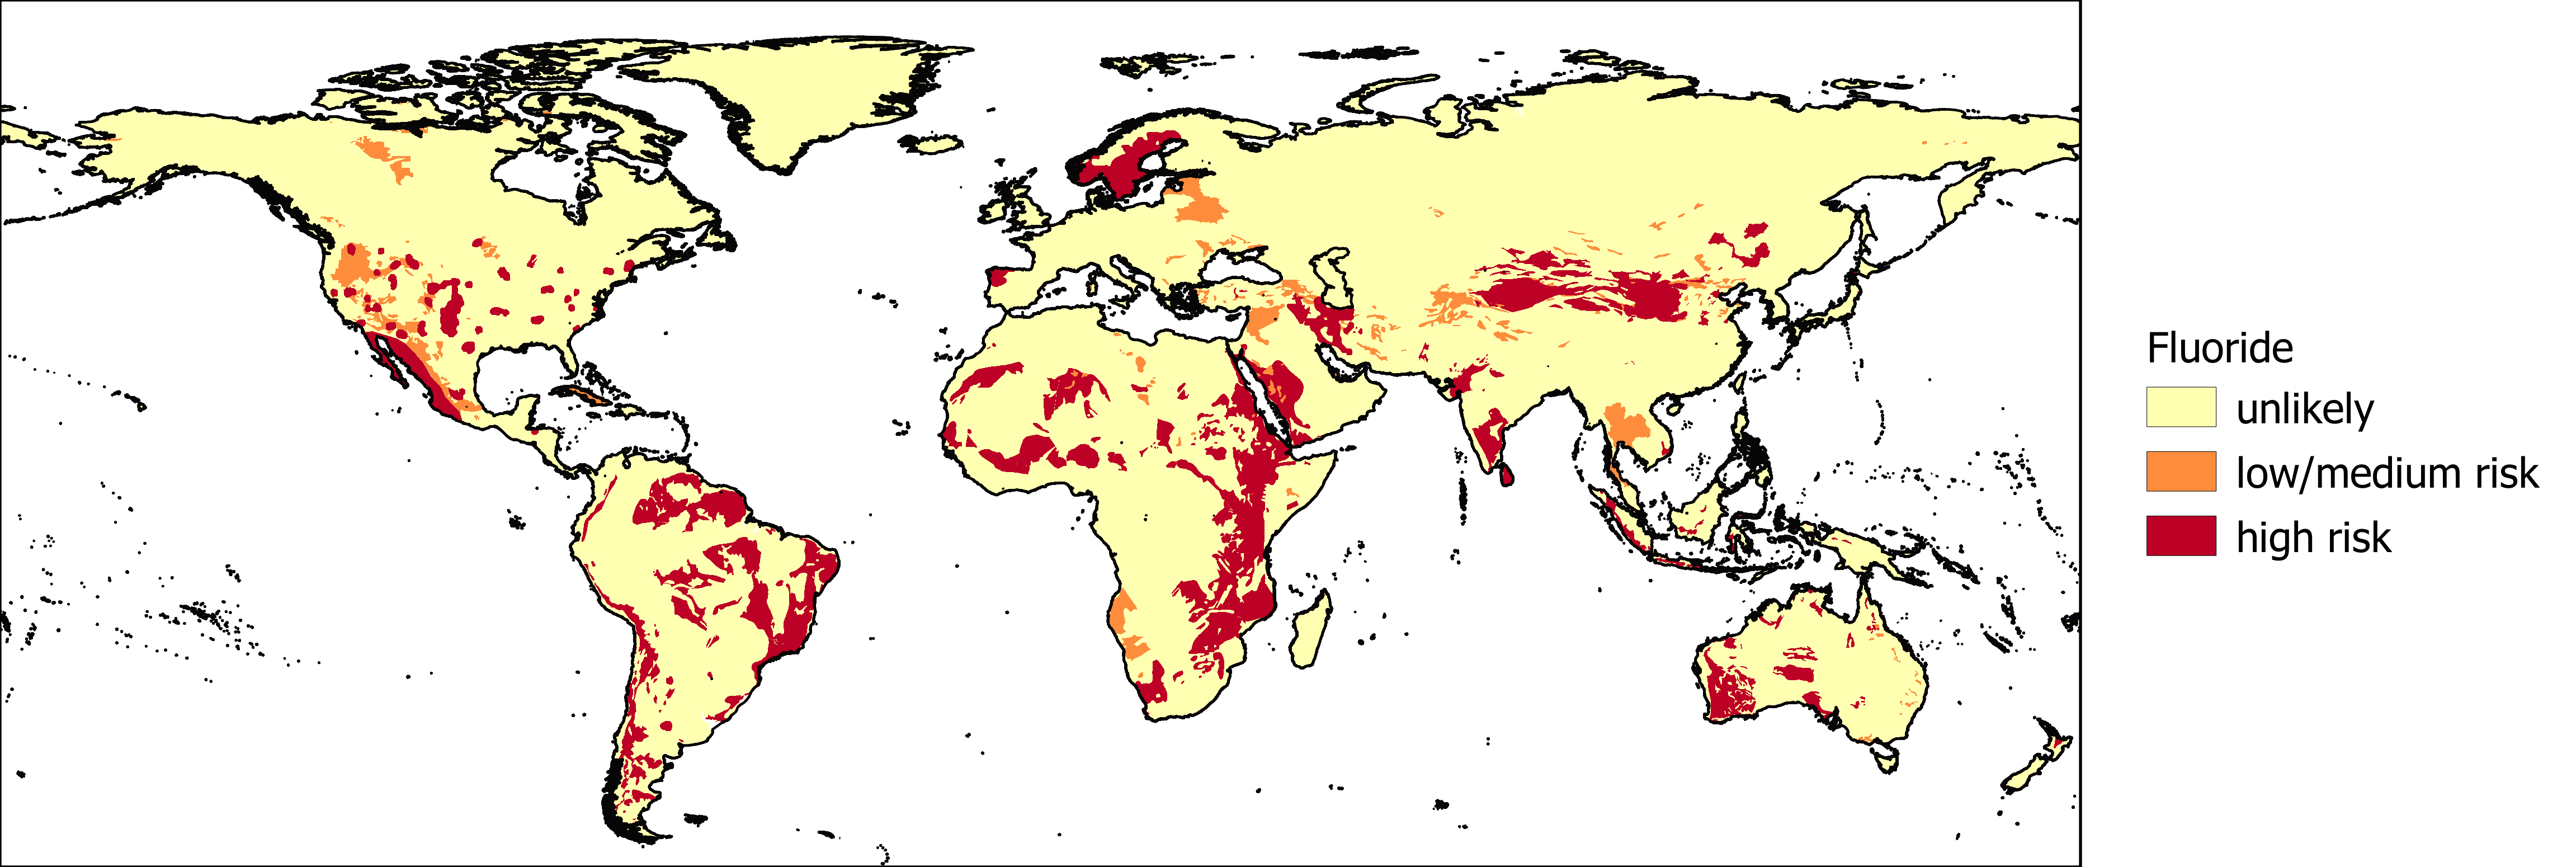 Fluoride
unlikely
low/medium risk
high risk